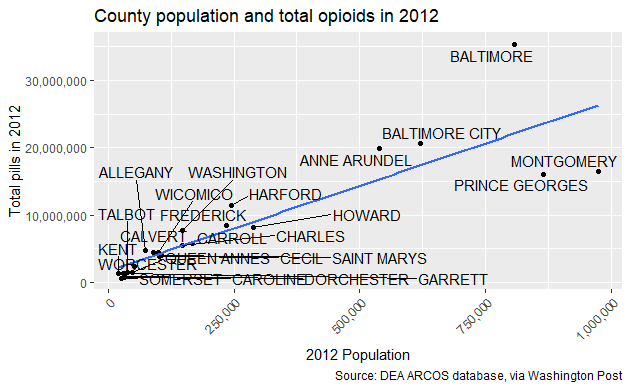 County population and total opioids in 2012
BALTIMORE
30,000,000
BALTIMORE CITY
20,000,000
ANNE ARUNDEL
MONTGOMERY
ALLEGANY
WASHINGTON
PRINCE GEORGES
WICOMICO
HARFORD
TALBOT
FREDERICK
HOWARD
10,000,000
CALVERT
CARROLL
CHARLES
KENT
QUEEN ANNES
CECIL
SAINT MARYS
WORCESTER
SOMERSET
CAROLINE
DORCHESTER
GARRETT
0
Total pills in 2012
0
250,000
500,000
750,000
1,000,000
2012 Population
Source: DEA ARCOS database, via Washington Post